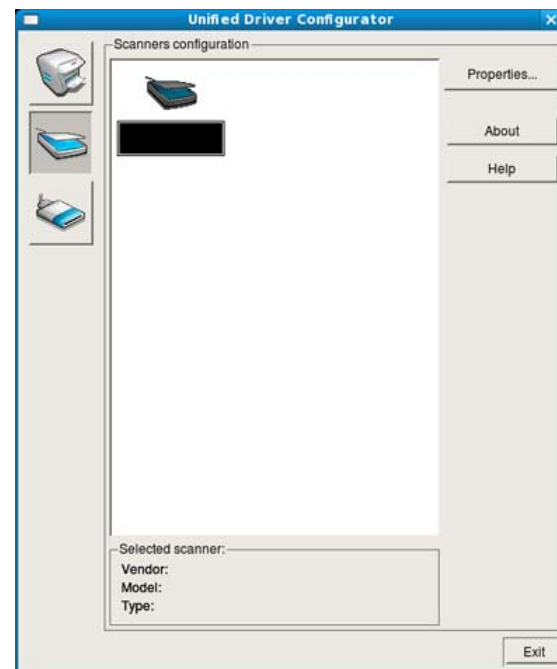 Unified Driver Configurator
Scanners configuration
Properties...
About
Help
Selected scanner:
Vendor:
Model:
Type:
Exit